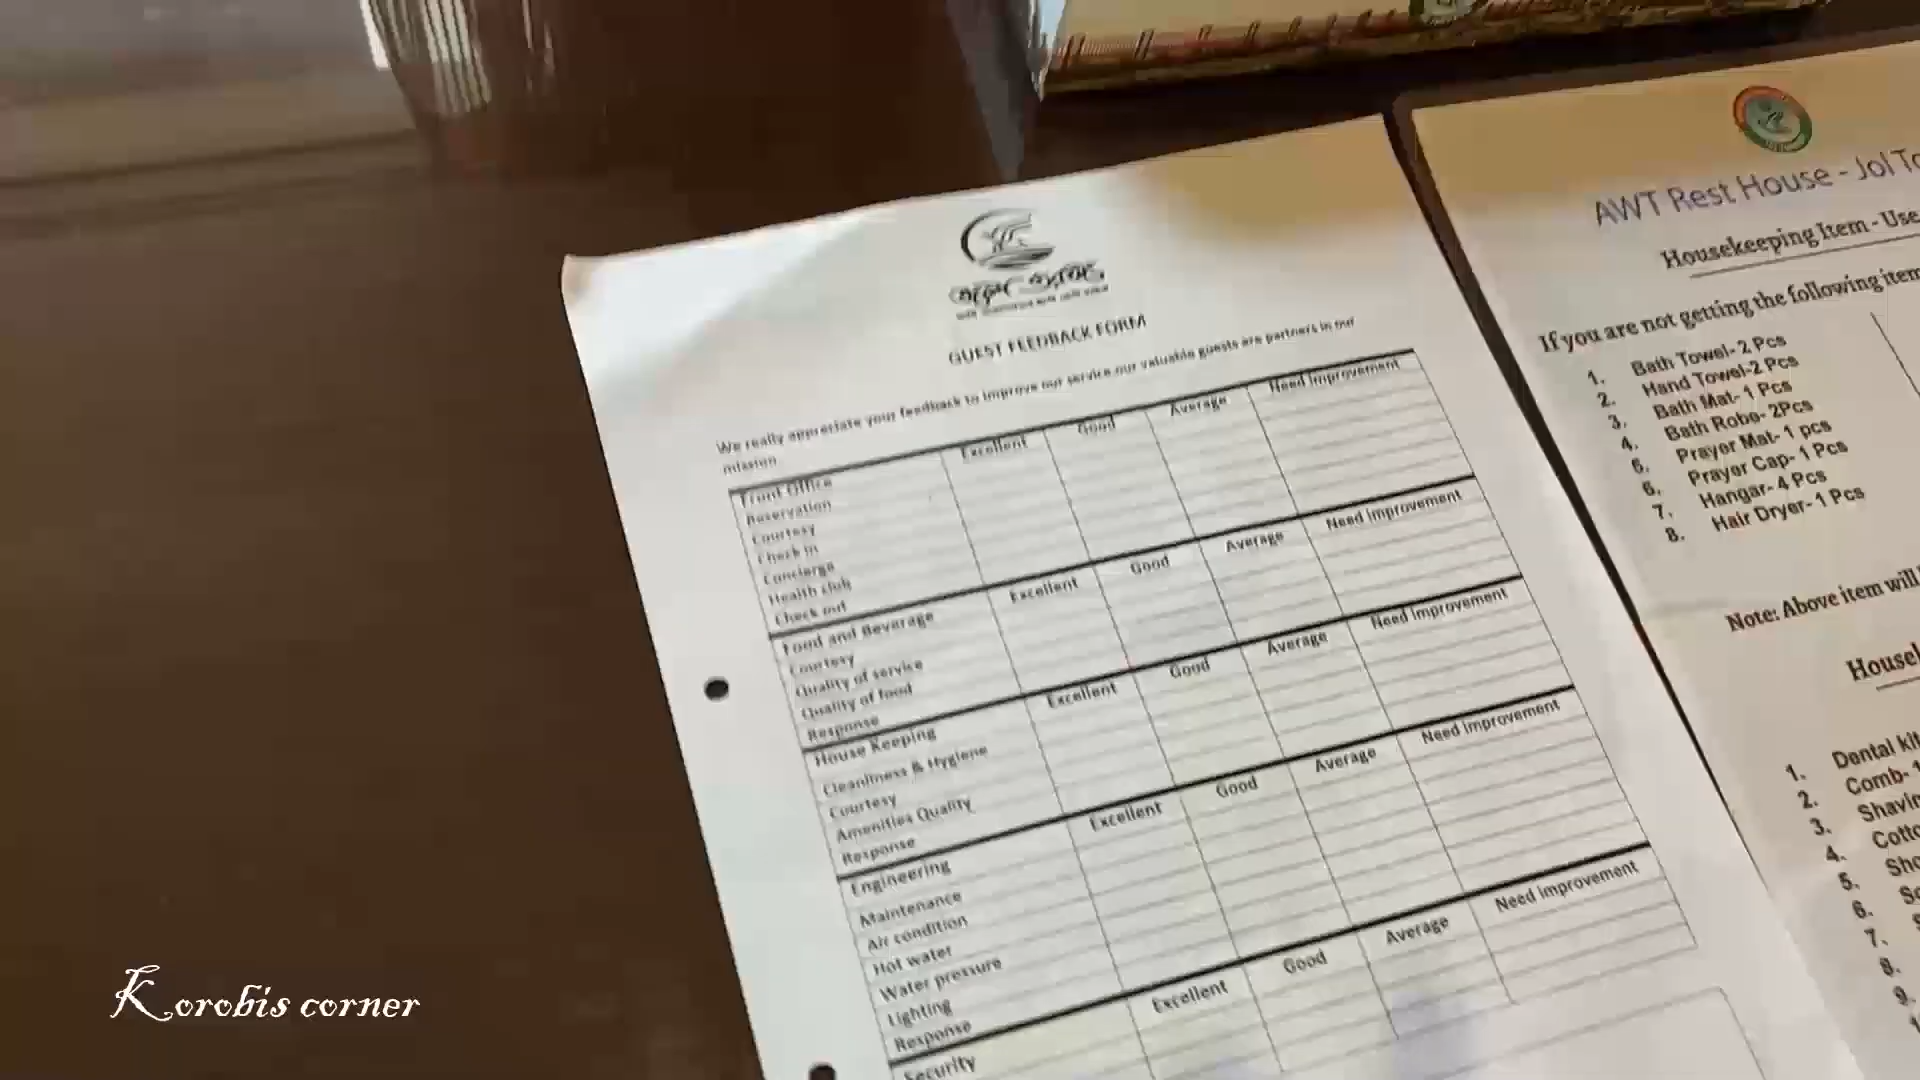 GUEST FEEDBACK FORM
We really appreciate your feedback to improve our service.our valuable guests are partners in our
mission
Front Office Excellent Good Average Need improvement
Reservation
Courtesy
Check in
Concierge
Health club
Check out
Food and Beverage Excellent Good Average Need improvement
Courtesy
Quality of service
Quality of food
Response
House Keeping Excellent Good Average Need improvement
Cleanliness & Hygiene
Courtesy
Amenities Quality
Response
Engineering Excellent Good Average Need improvement
Maintenance
Air condition
Hot water
Water pressure
Lighting
Response
Security Excellent Good Average Need improvement
AWT Rest House - Jol
Housekeeping Item - Use
If you are not getting the following item
1. Bath Towel- 2 Pcs
2. Hand Towel-2 Pcs
3. Bath Mat- 1 Pcs
4. Bath Robe- 2Pcs
6. Prayer Mat- 1 pcs
6. Prayer Cap- 1 Pcs
7. Hangar- 4 Pcs
8. Hair Dryer- 1 Pcs
Note: Above item will
1. Dental
2. Comb-
3.
4.
5.
6.
7.
8.
9.
Korobis corner